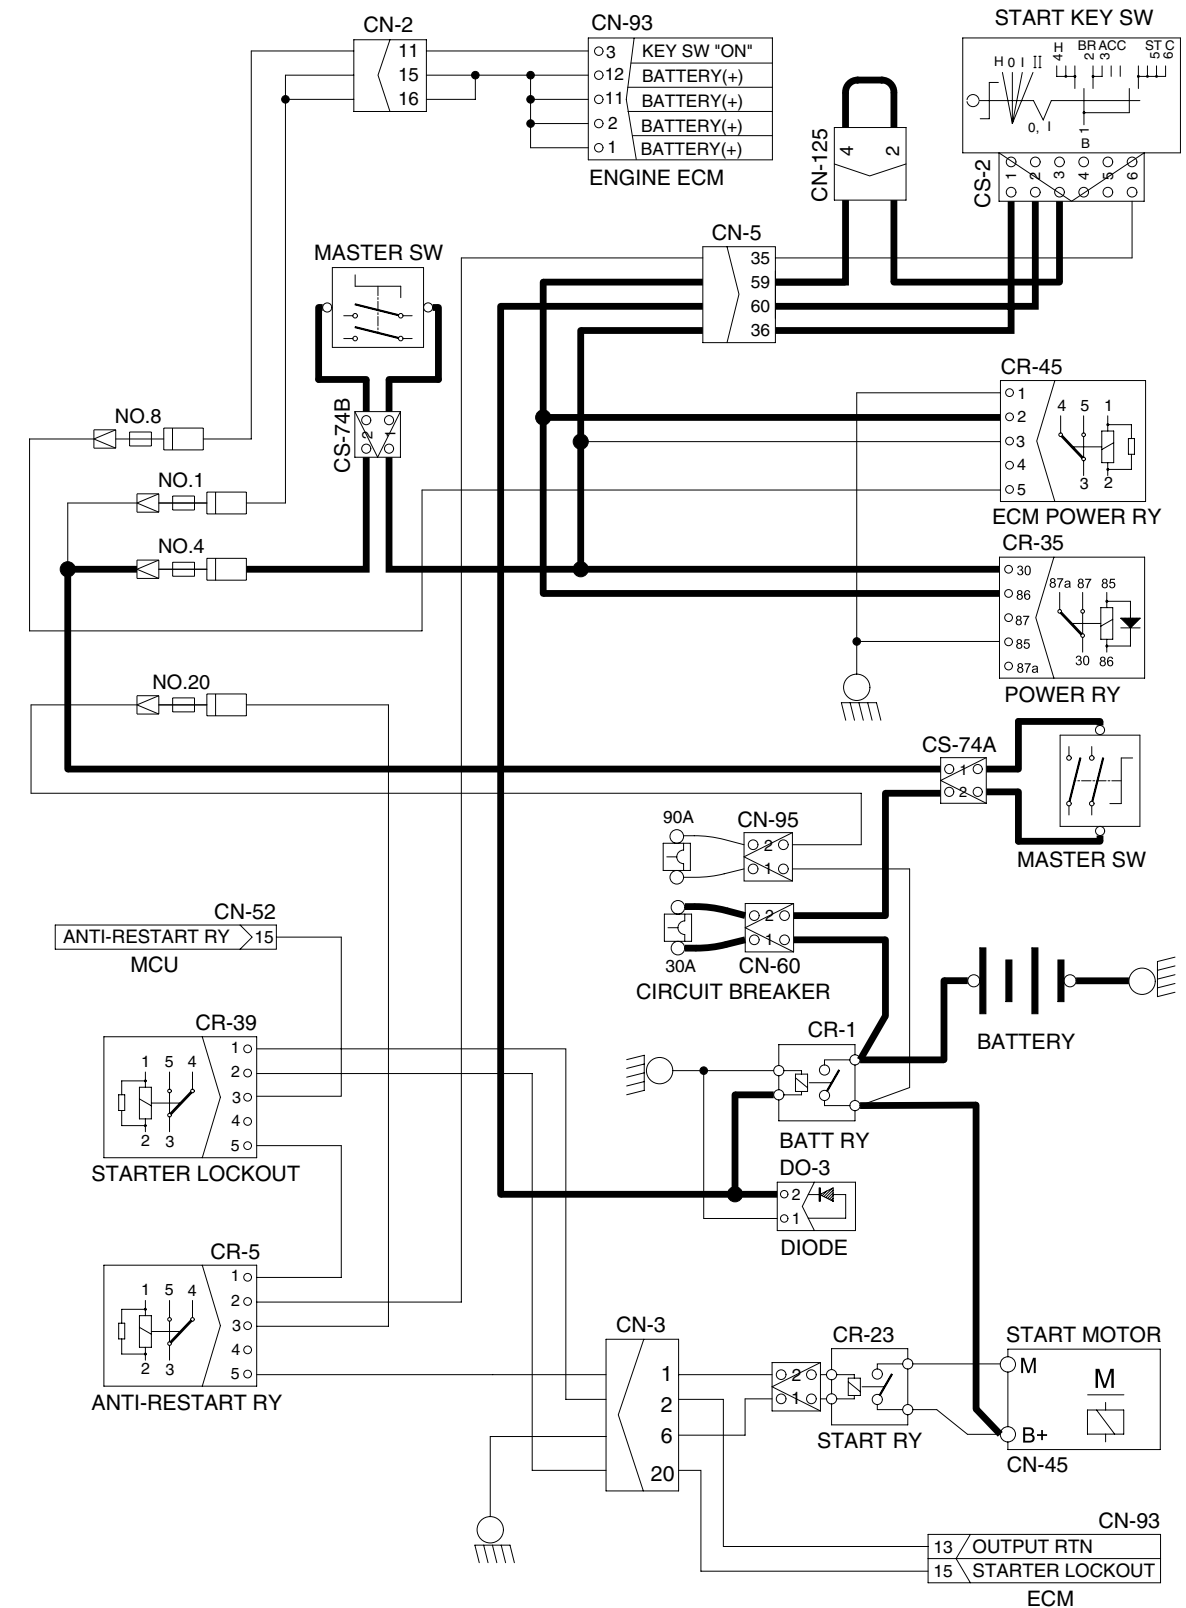 START KEY SW
CN-2
CN-93
11
15
16
3 KEY SW "ON"
12 BATTERY(+)
11 BATTERY(+)
2 BATTERY(+)
1 BATTERY(+)
ENGINE ECM
H 0 I II
H BR ACC ST C
4 2 3 5 6
0, I
1
B
CN-125
4 2
CS-2
1 2 3 4 5 6
MASTER SW
CN-5
35
59
60
36
CS-74B
2 1
NO.8
NO.1
NO.4
CR-45
1
2
3
4
5
4 5 1
3 2
ECM POWER RY
CR-35
30
86
87
85
87a
87a 87 85
30 86
POWER RY
NO.20
CS-74A
1
2
MASTER SW
90A
CN-95
2
1
30A
2
1
CN-60
CIRCUIT BREAKER
CN-52
ANTI-RESTART RY 15
MCU
BATTERY
CR-39
1 5 4
2 3
1
2
3
4
5
STARTER LOCKOUT
CR-1
BATT RY
DO-3
2
1
DIODE
CR-5
1 5 4
2 3
1
2
3
4
5
ANTI-RESTART RY
CN-3
1
2
6
20
CR-23
2
1
START RY
START MOTOR
M
M
B+
CN-45
CN-93
13 OUTPUT RTN
15 STARTER LOCKOUT
ECM